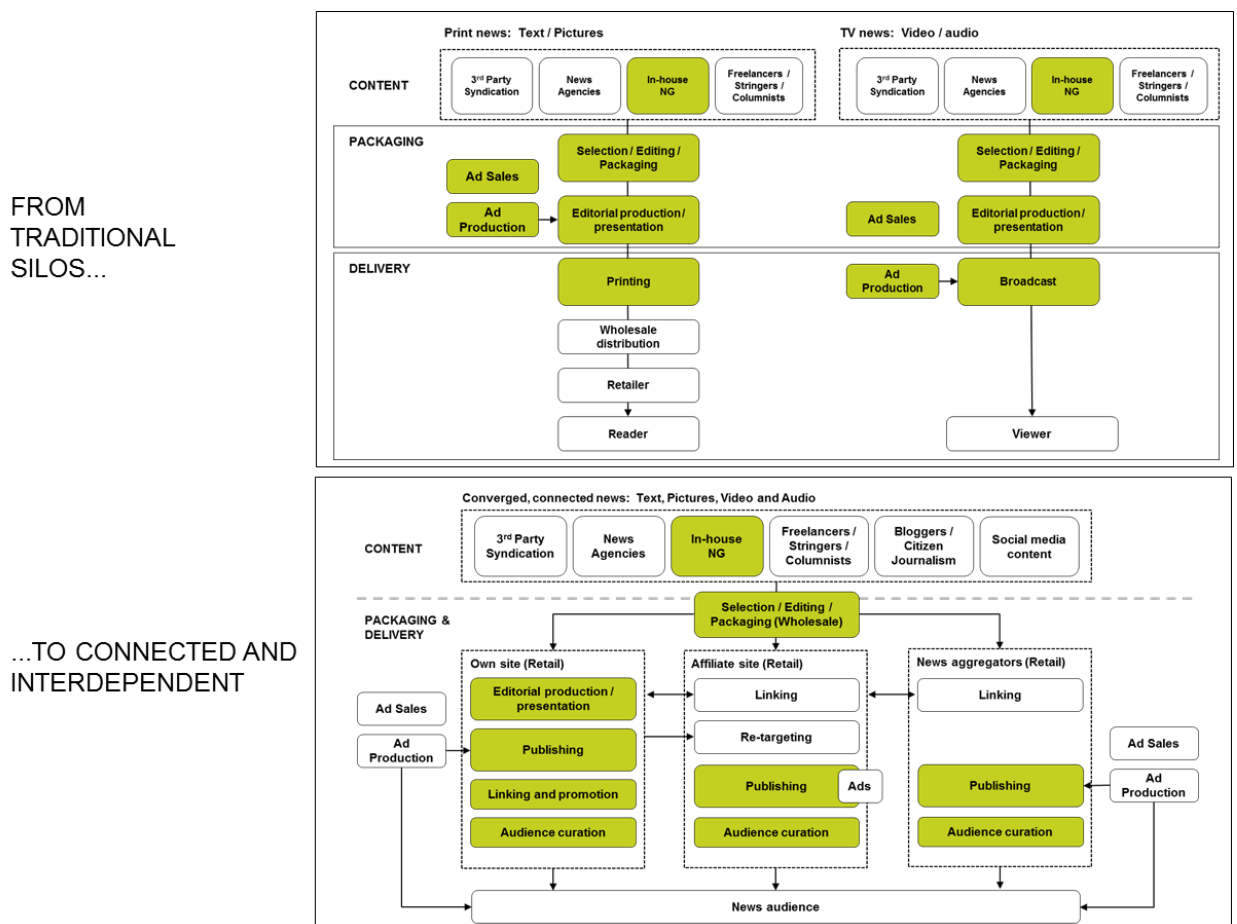 FROM
TRADITIONAL
SILOS...
Print news: Text / Pictures
TV news: Video / audio
CONTENT
3rd Party
Syndication
News
Agencies
In-house
NG
Freelancers /
Stringers /
Columnists
3rd Party
Syndication
News
Agencies
In-house
NG
Freelancers /
Stringers /
Columnists
PACKAGING
Selection / Editing /
Packaging
Ad Sales
Ad
Production
Editorial production /
presentation
Selection / Editing /
Packaging
Ad Sales
Editorial production /
presentation
DELIVERY
Printing
Wholesale
distribution
Retailer
Reader
Ad
Production
Broadcast
Viewer
...TO CONNECTED AND
INTERDEPENDENT
Converged, connected news: Text, Pictures, Video and Audio
CONTENT
3rd Party
Syndication
News
Agencies
In-house
NG
Freelancers /
Stringers /
Columnists
Bloggers /
Citizen
Journalism
Social media
content
PACKAGING &
DELIVERY
Selection / Editing /
Packaging (Wholesale)
Own site (Retail)
Editorial production /
presentation
Publishing
Linking and promotion
Audience curation
Ad Sales
Ad
Production
Affiliate site (Retail)
Linking
Re-targeting
Publishing
Ads
Audience curation
News aggregators (Retail)
Linking
Publishing
Audience curation
Ad Sales
Ad
Production
News audience